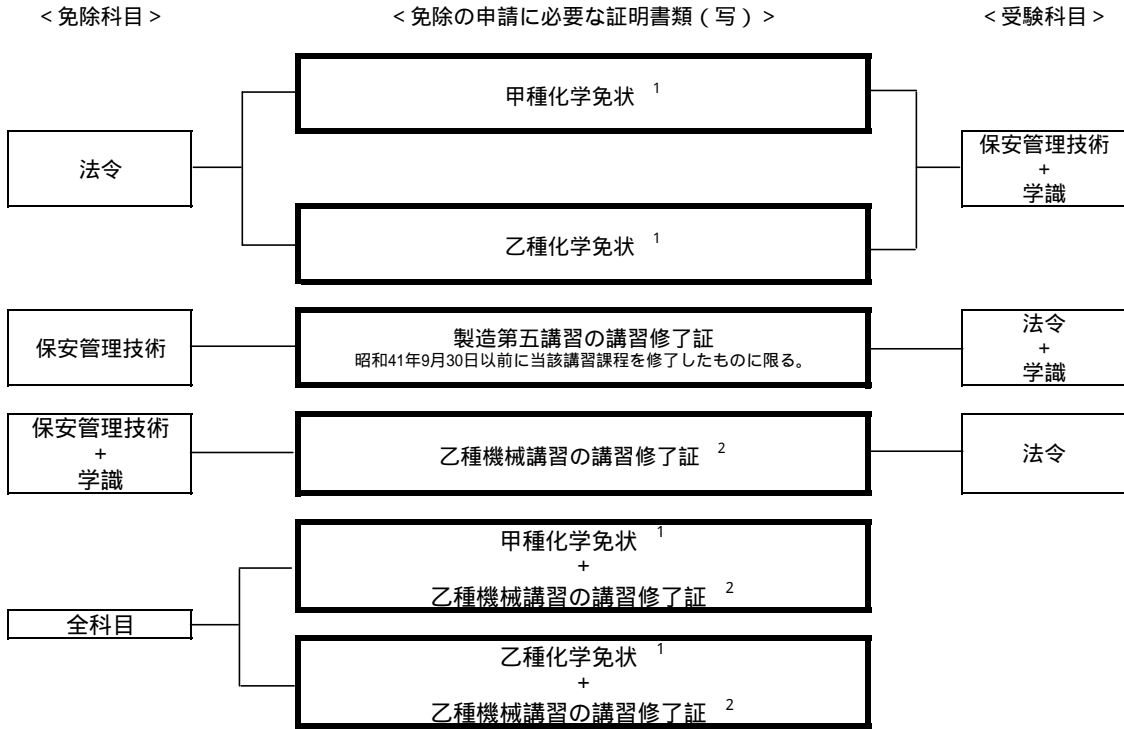 ＜免除科目＞
＜免除の申請に必要な証明書類（写）＞
＜受験科目＞
法令
甲種化学免状 1
乙種化学免状 1
保安管理技術
+
学識
保安管理技術
製造第五講習の講習修了証
昭和41年9月30日以前に当該講習課程を修了したものに限る。
法令
+
学識
保安管理技術
+
学識
乙種機械講習の講習修了証 2
法令
全科目
甲種化学免状 1
+
乙種機械講習の講習修了証 2
乙種化学免状 1
+
乙種機械講習の講習修了証 2